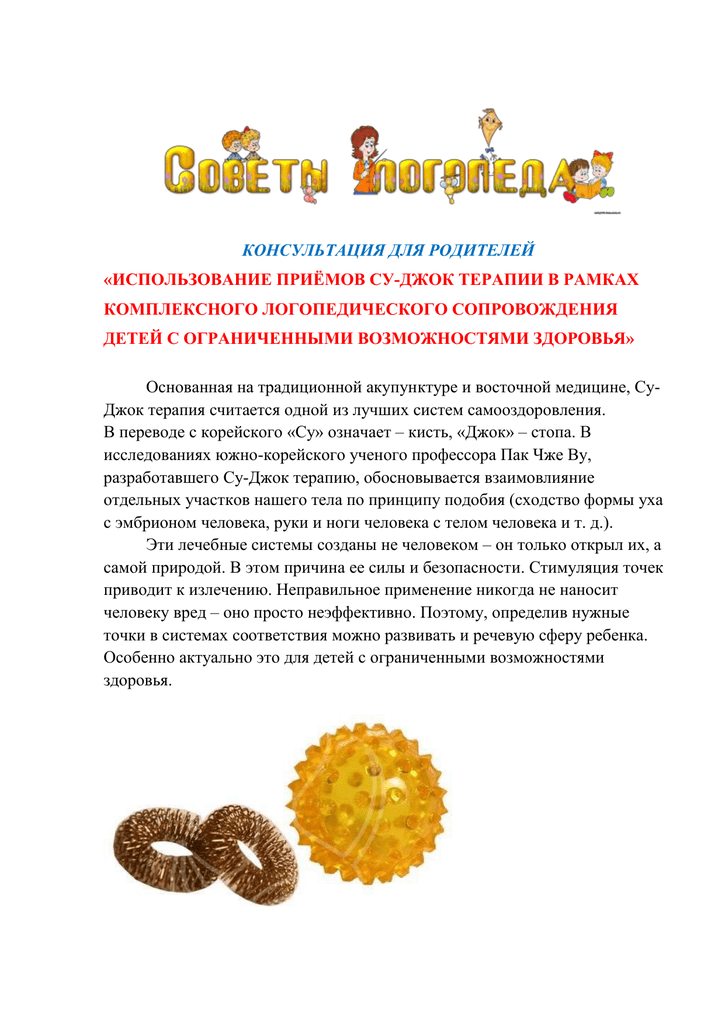 Советы логопеда
КОНСУЛЬТАЦИЯ ДЛЯ РОДИТЕЛЕЙ
«ИСПОЛЬЗОВАНИЕ ПРИЁМОВ СУ-ДЖОК ТЕРАПИИ В РАМКАХ
КОМПЛЕКСНОГО ЛОГОПЕДИЧЕСКОГО СОПРОВОЖДЕНИЯ
ДЕТЕЙ С ОГРАНИЧЕННЫМИ ВОЗМОЖНОСТЯМИ ЗДОРОВЬЯ»
Основанная на традиционной акупунктуре и восточной медицине, Су-
Джок терапия считается одной из лучших систем самооздоровления.
В переводе с корейского «Су» означает – кисть, «Джок» – стопа. В
исследованиях южно-корейского ученого профессора Пак Чже Ву,
разработавшего Су-Джок терапию, обосновывается взаимовлияние
отдельных участков нашего тела по принципу подобия (сходство формы уха
с эмбрионом человека, руки и ноги человека с телом человека и т. д.).
Эти лечебные системы созданы не человеком – он только открыл их, а
самой природой. В этом причина ее силы и безопасности. Стимуляция точек
приводит к излечению. Неправильное применение никогда не наносит
человеку вред – оно просто неэффективно. Поэтому, определив нужные
точки в системах соответствия можно развивать и речевую сферу ребенка.
Особенно актуально это для детей с ограниченными возможностями
здоровья.